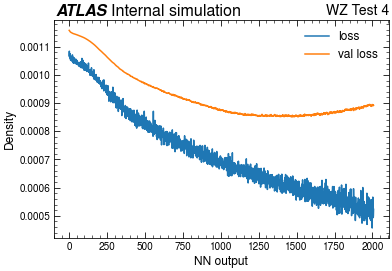 ATLAS Internal simulation WZ Test 4
loss
val loss
0.0011
0.0010
0.0009
0.0008
0.0007
0.0006
0.0005
Density
0 250 500 750 1000 1250 1500 1750 2000
NN output